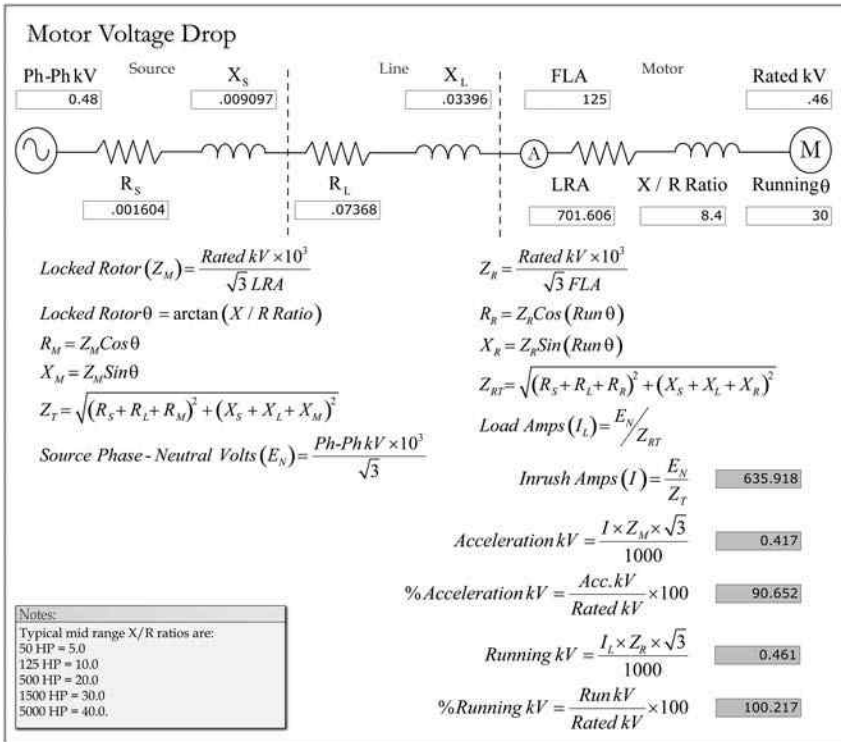 Motor Voltage Drop
Source Line Motor
Ph-Ph kV X_S X_L FLA Rated kV
0.48 .009097 .03396 125 .46
A M
R_S R_L LRA X / R Ratio Running θ
.001604 .07368 701.606 8.4 30
Locked Rotor (Z_M) = Rated kV × 10³ / √3 LRA
Locked Rotor θ = arctan (X / R Ratio)
R_M = Z_M Cos θ
X_M = Z_M Sin θ
Z_T = √((R_S + R_L + R_M)² + (X_S + X_L + X_M)²)
Source Phase - Neutral Volts (E_N) = Ph-Ph kV × 10³ / √3
Z_R = Rated kV × 10³ / √3 FLA
R_R = Z_R Cos (Run θ)
X_R = Z_R Sin (Run θ)
Z_RT = √((R_S + R_L + R_R)² + (X_S + X_L + X_R)²)
Load Amps (I_L) = E_N / Z_RT
Inrush Amps (I) = E_N / Z_T 635.918
Acceleration kV = I × Z_M × √3 / 1000 0.417
% Acceleration kV = Acc. kV / Rated kV × 100 90.652
Running kV = I_L × Z_R × √3 / 1000 0.461
% Running kV = Run kV / Rated kV × 100 100.217
Notes:
Typical mid range X/R ratios are:
50 HP = 5.0
125 HP = 10.0
500 HP = 20.0
1500 HP = 30.0
5000 HP = 40.0.